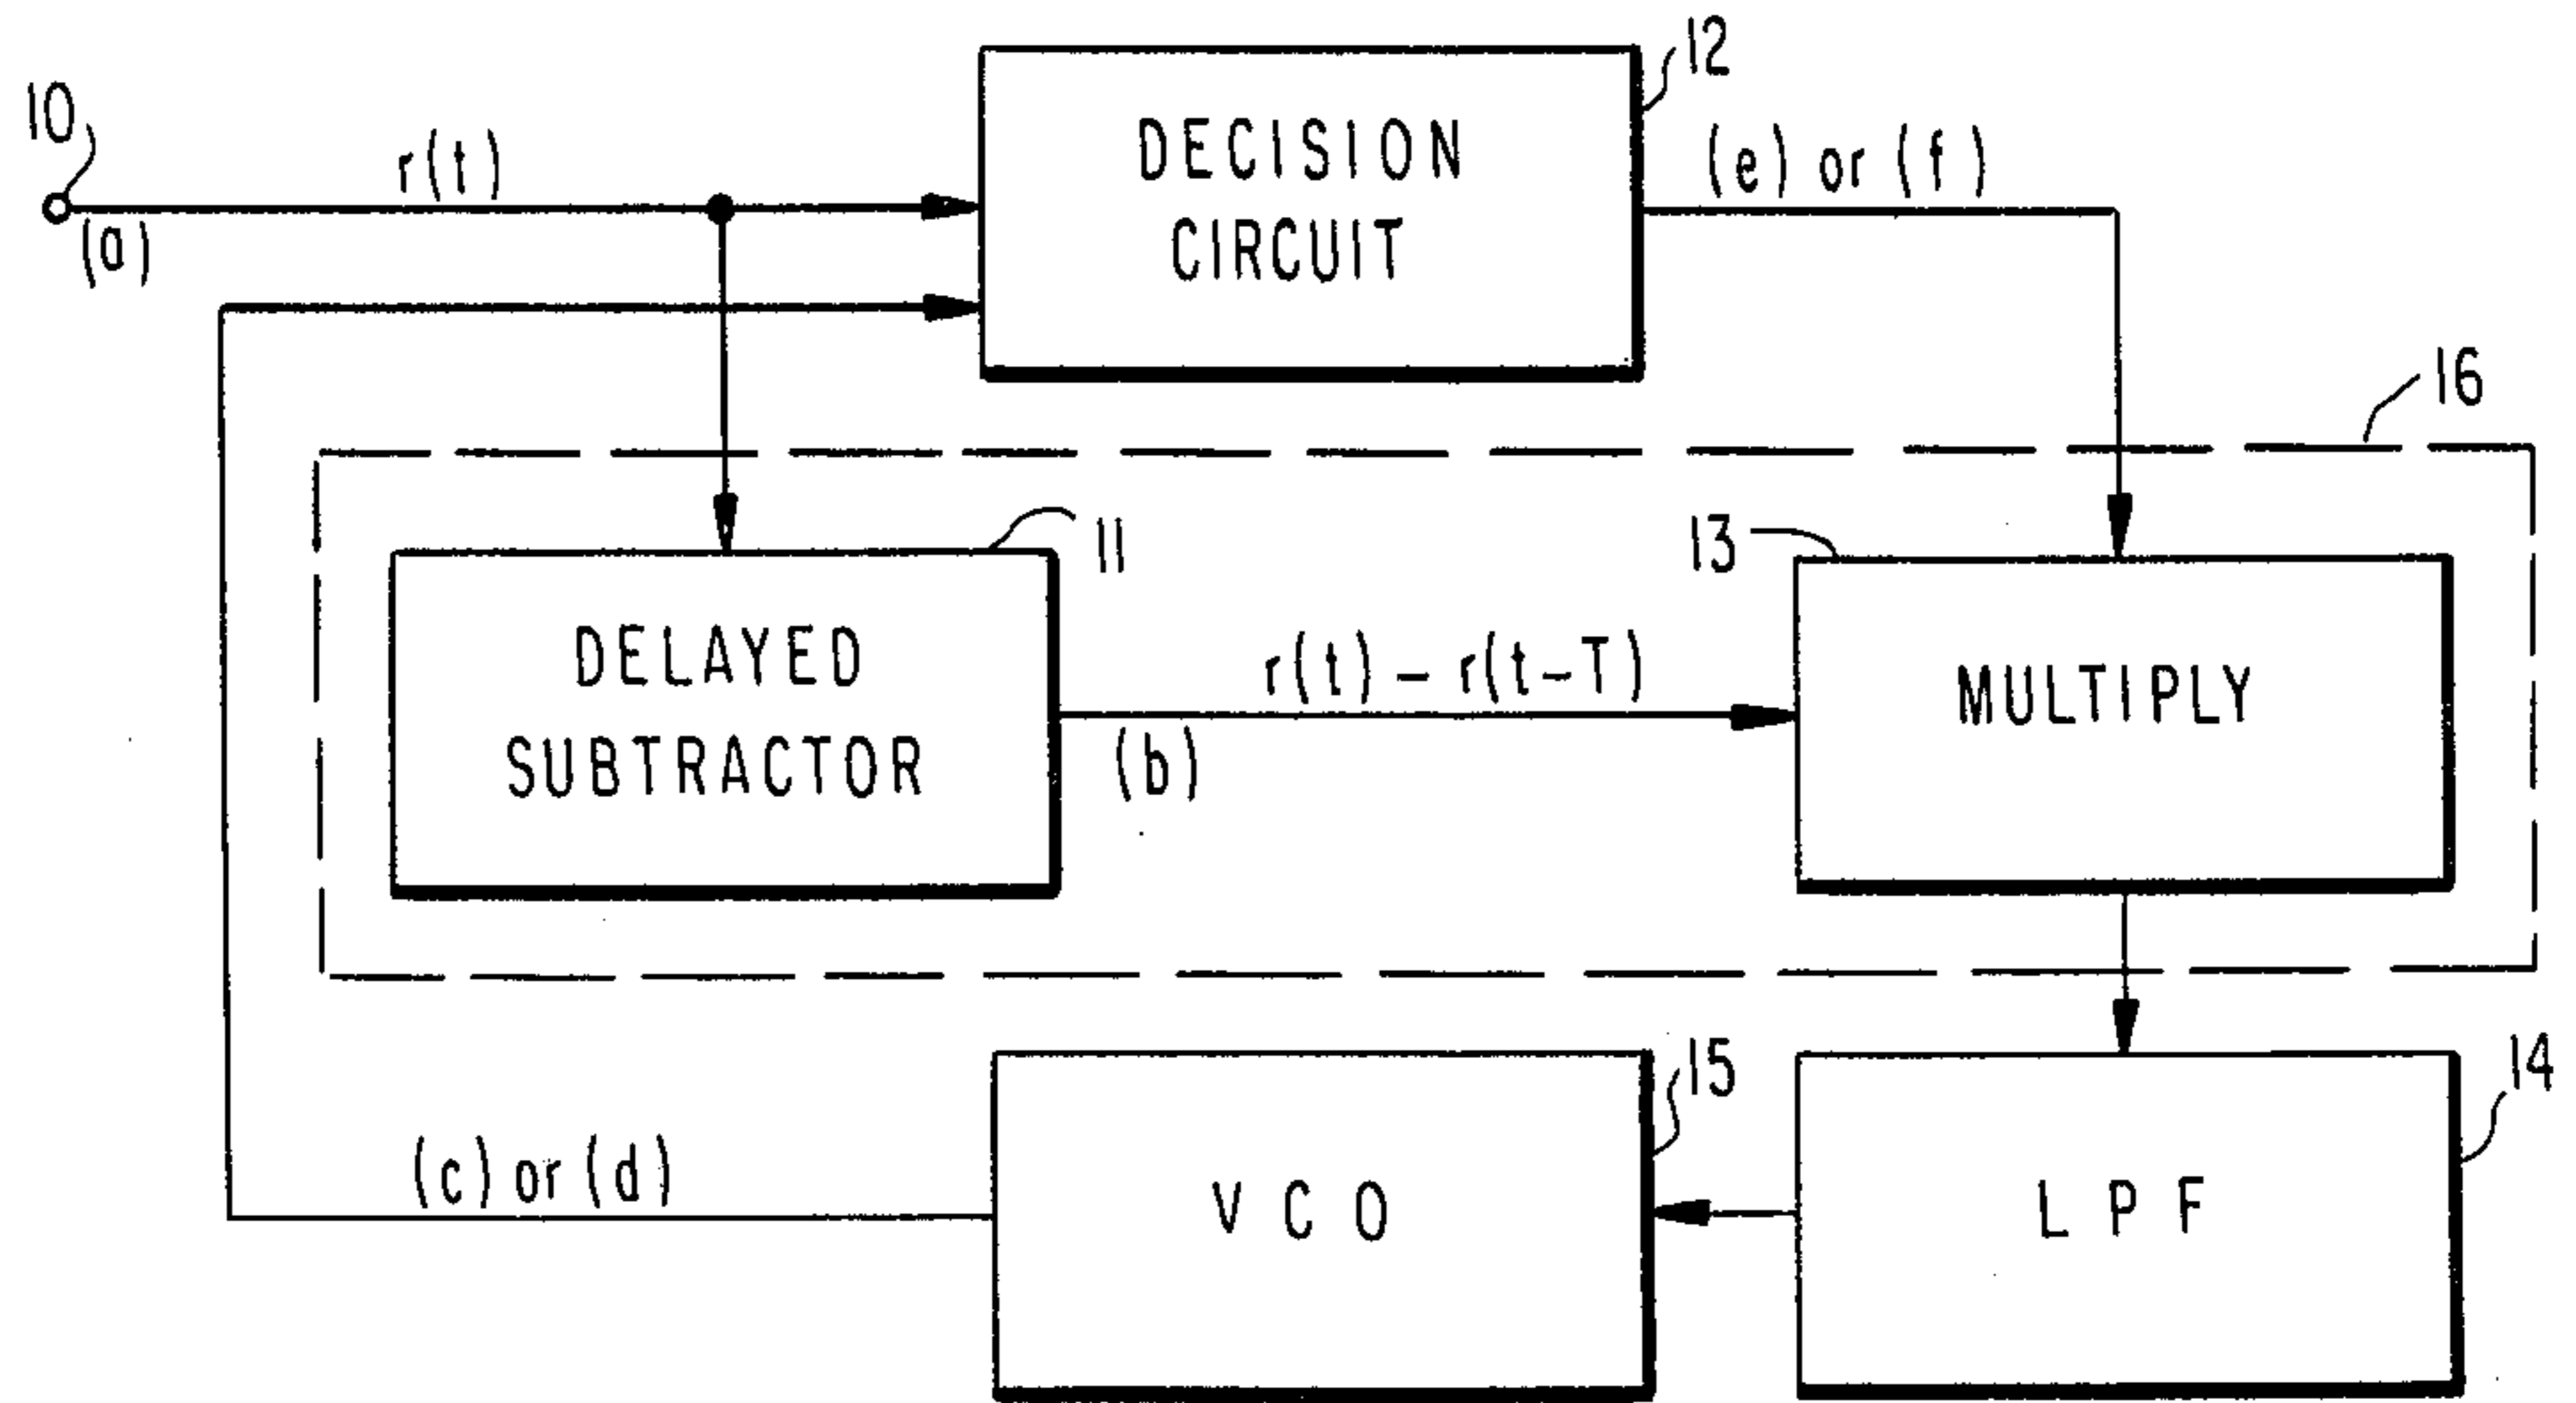 12
10
r(t)
(a)
DECISION
CIRCUIT
(e) or (f)
16
11
13
DELAYED
SUBTRACTOR
r(t) - r(t-T)
(b)
MULTIPLY
15
14
(c) or (d)
VCO
LPF